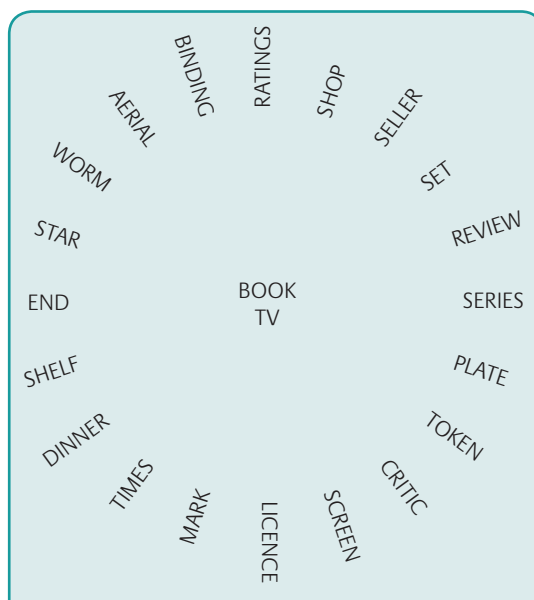 RATINGS
SHOP
SELLER
SET
REVIEW
SERIES
PLATE
TOKEN
CRITIC
SCREEN
LICENCE
MARK
TIMES
DINNER
SHELF
END
STAR
WORM
AERIAL
BINDING
BOOK
TV